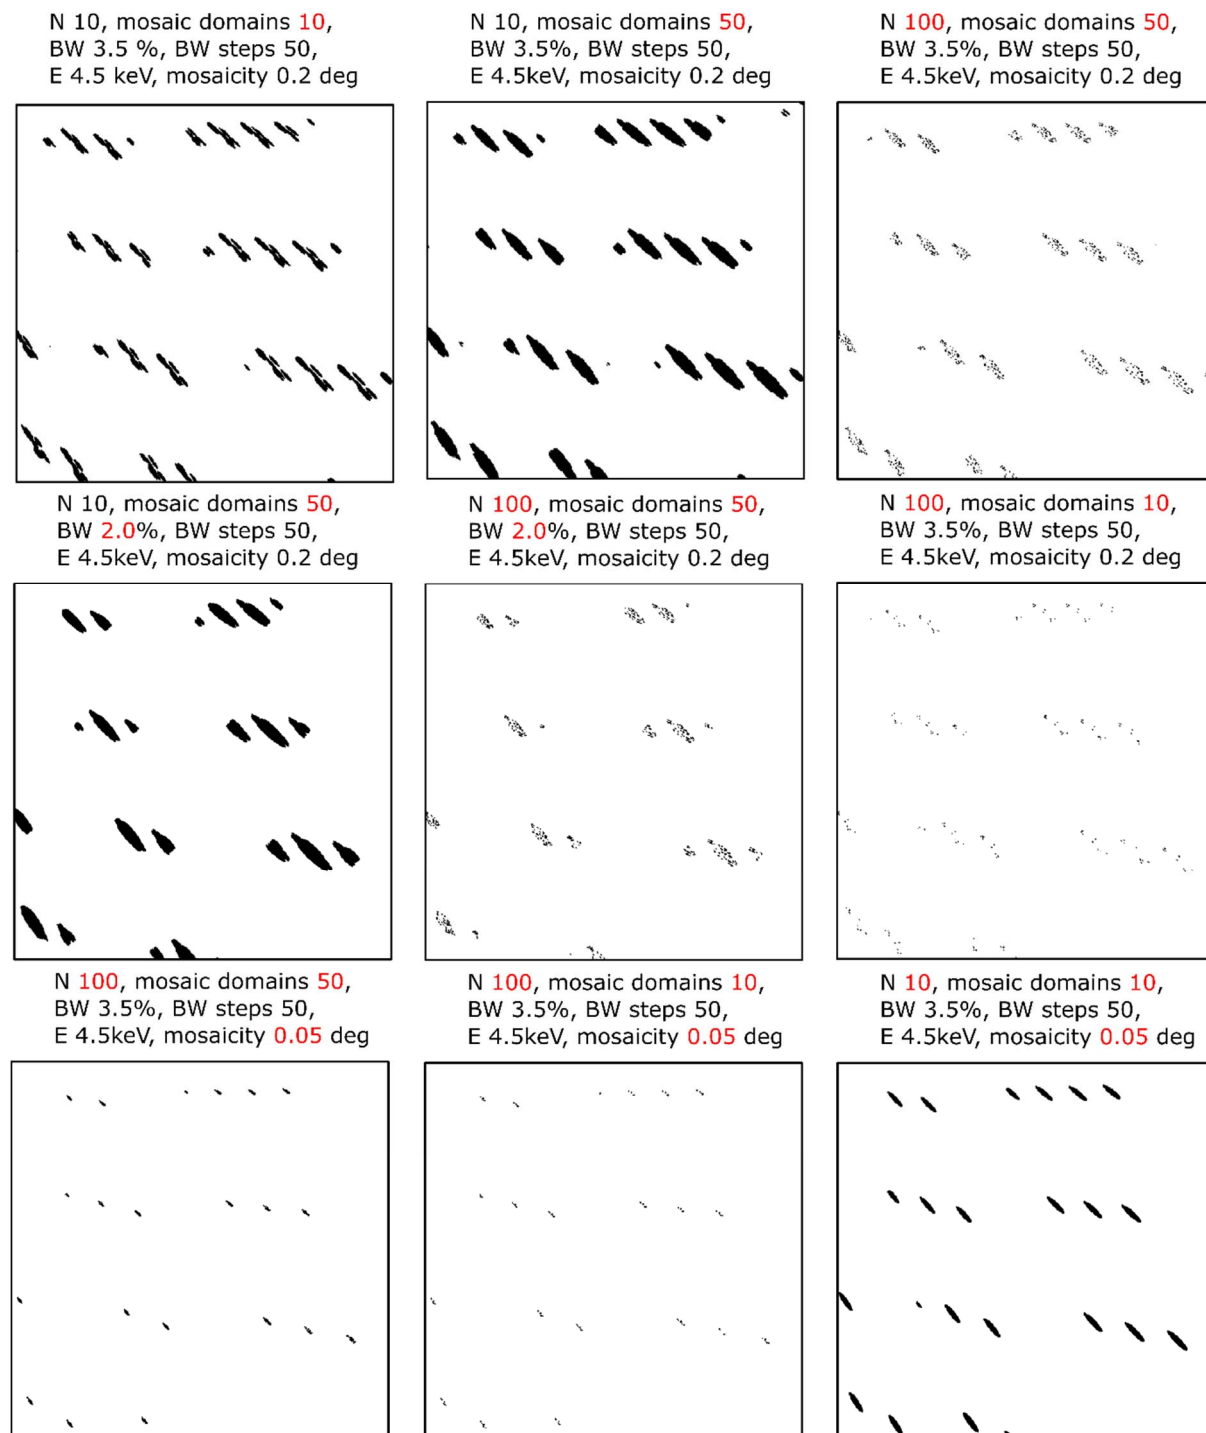 N 10, mosaic domains 10,
BW 3.5 %, BW steps 50,
E 4.5 keV, mosaicity 0.2 deg
N 10, mosaic domains 50,
BW 3.5%, BW steps 50,
E 4.5keV, mosaicity 0.2 deg
N 100, mosaic domains 50,
BW 3.5%, BW steps 50,
E 4.5keV, mosaicity 0.2 deg
N 10, mosaic domains 50,
BW 2.0%, BW steps 50,
E 4.5keV, mosaicity 0.2 deg
N 100, mosaic domains 50,
BW 2.0%, BW steps 50,
E 4.5keV, mosaicity 0.2 deg
N 100, mosaic domains 10,
BW 3.5%, BW steps 50,
E 4.5keV, mosaicity 0.2 deg
N 100, mosaic domains 50,
BW 3.5%, BW steps 50,
E 4.5keV, mosaicity 0.05 deg
N 100, mosaic domains 10,
BW 3.5%, BW steps 50,
E 4.5keV, mosaicity 0.05 deg
N 10, mosaic domains 10,
BW 3.5%, BW steps 50,
E 4.5keV, mosaicity 0.05 deg